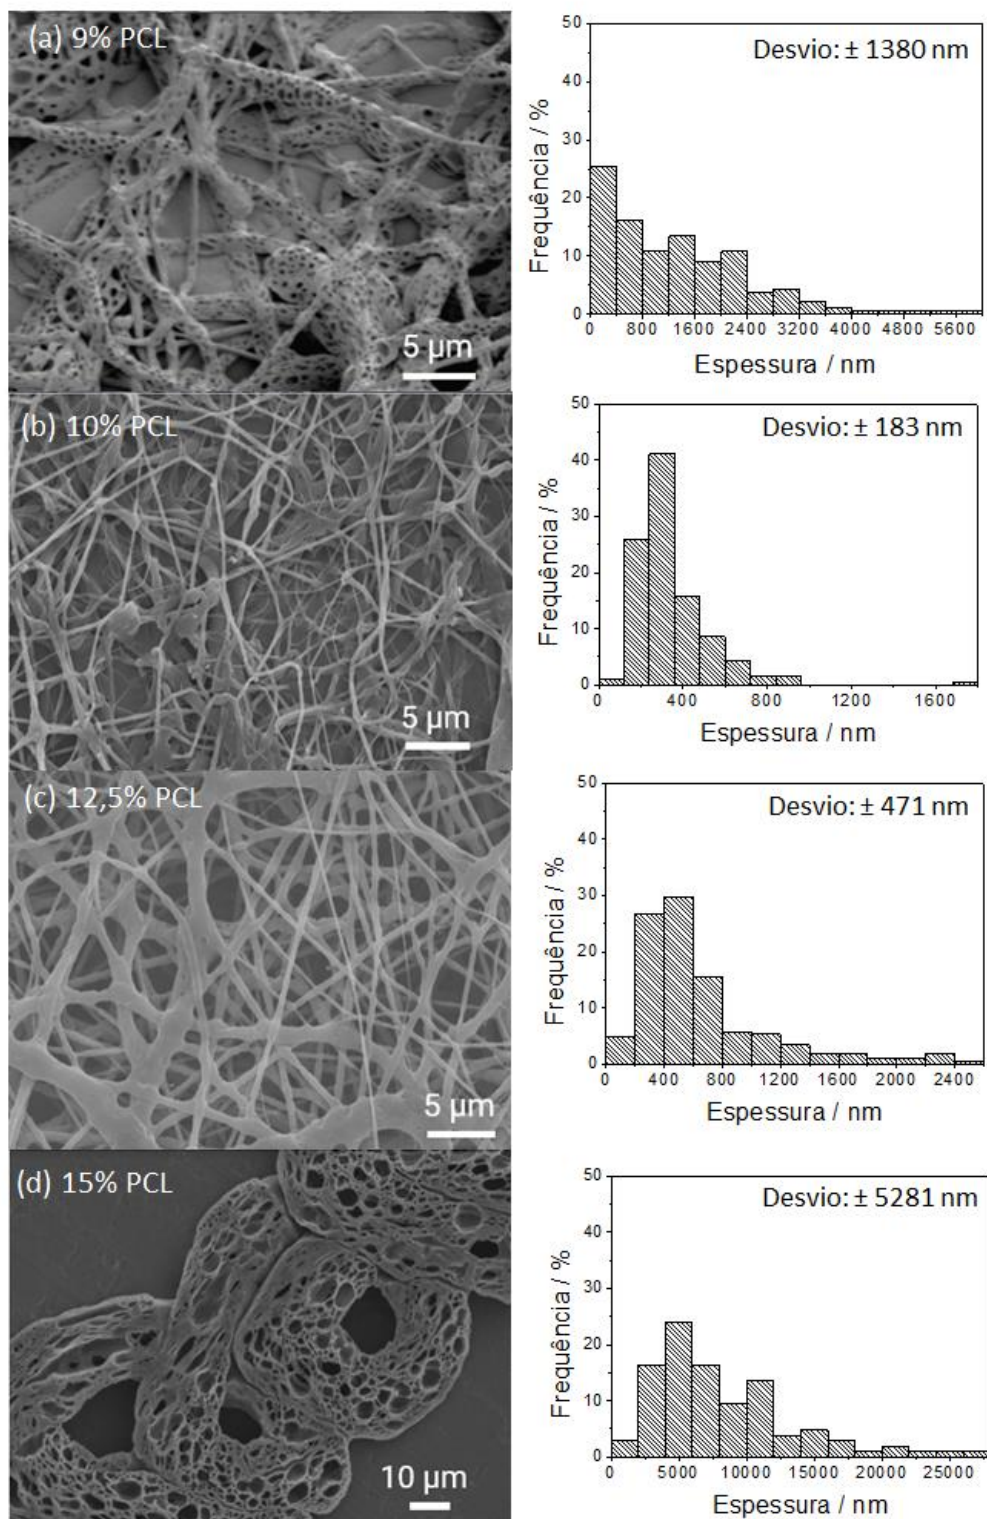 (a) 9% PCL
5 µm
50
40
30
20
10
0
Frequência / %
Desvio: ± 1380 nm
0 800 1600 2400 3200 4000 4800 5600
Espessura / nm
(b) 10% PCL
5 µm
50
40
30
20
10
0
Frequência / %
Desvio: ± 183 nm
0 400 800 1200 1600
Espessura / nm
(c) 12,5% PCL
5 µm
50
40
30
20
10
0
Frequência / %
Desvio: ± 471 nm
0 400 800 1200 1600 2000 2400
Espessura / nm
(d) 15% PCL
10 µm
50
40
30
20
10
0
Frequência / %
Desvio: ± 5281 nm
0 5000 10000 15000 20000 25000
Espessura / nm